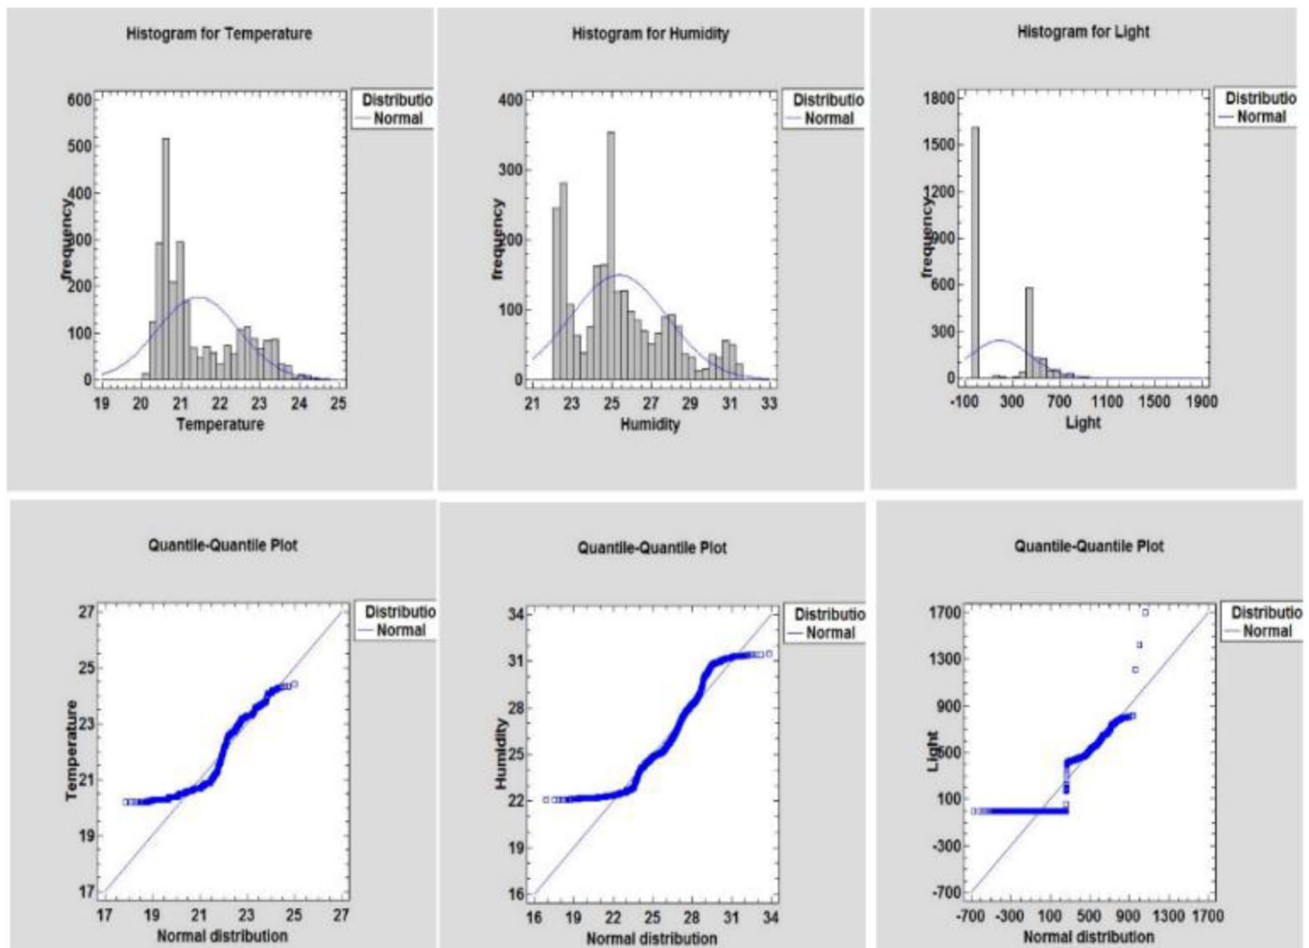 Histogram for Temperature
Distributio
Normal
frequency
600
500
400
300
200
100
0
19 20 21 22 23 24 25
Temperature
Histogram for Humidity
Distributio
Normal
frequency
400
300
200
100
0
21 23 25 27 29 31 33
Humidity
Histogram for Light
Distributio
Normal
frequency
1800
1500
1200
900
600
300
0
-100 300 700 1100 1500 1900
Light
Quantile-Quantile Plot
Distributio
Normal
Temperature
27
25
23
21
19
17
17 19 21 23 25 27
Normal distribution
Quantile-Quantile Plot
Distributio
Normal
Humidity
34
31
28
25
22
19
16
16 19 22 25 28 31 34
Normal distribution
Quantile-Quantile Plot
Distributio
Normal
Light
1700
1300
900
500
100
-300
-700
-700 -300 100 500 900 1300 1700
Normal distribution